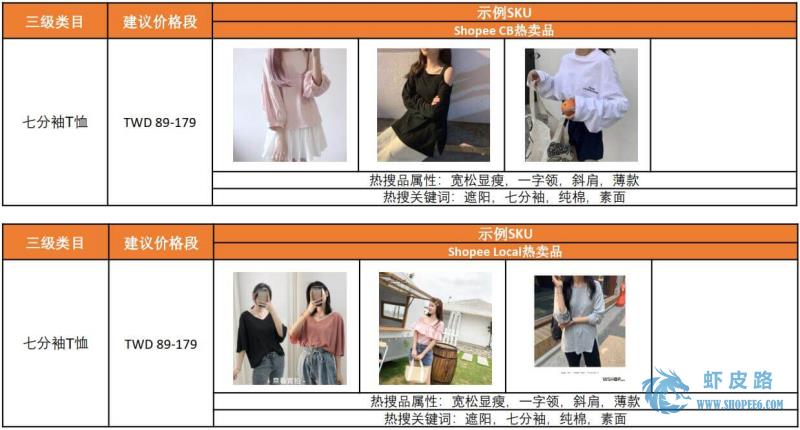 三级类目
建议价格段
示例SKU
Shopee CB热卖品
七分袖T恤
TWD 89-179
热搜品属性：宽松显瘦，一字领，斜肩，薄款
热搜关键词：遮阳，七分袖，纯棉，素面
三级类目
建议价格段
示例SKU
Shopee Local热卖品
七分袖T恤
TWD 89-179
热搜品属性：宽松显瘦，一字领，斜肩，薄款
热搜关键词：遮阳，七分袖，纯棉，素面
虾皮路
WWW.SHOPEE6.COM